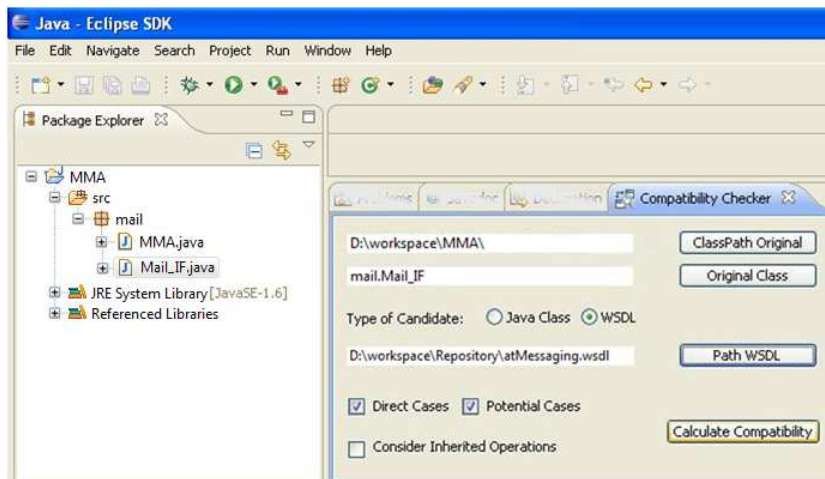 Java - Eclipse SDK
File Edit Navigate Search Project Run Window Help
Package Explorer
MMA
src
mail
MMA.java
Mail_IF.java
JRE System Library [JavaSE-1.6]
Referenced Libraries
Compatibility Checker
D:\workspace\MMA\ ClassPath Original
mail.Mail_IF Original Class
Type of Candidate: Java Class WSDL
D:\workspace\Repository\atMessaging.wsdl Path WSDL
Direct Cases Potential Cases
Calculate Compatibility
Consider Inherited Operations